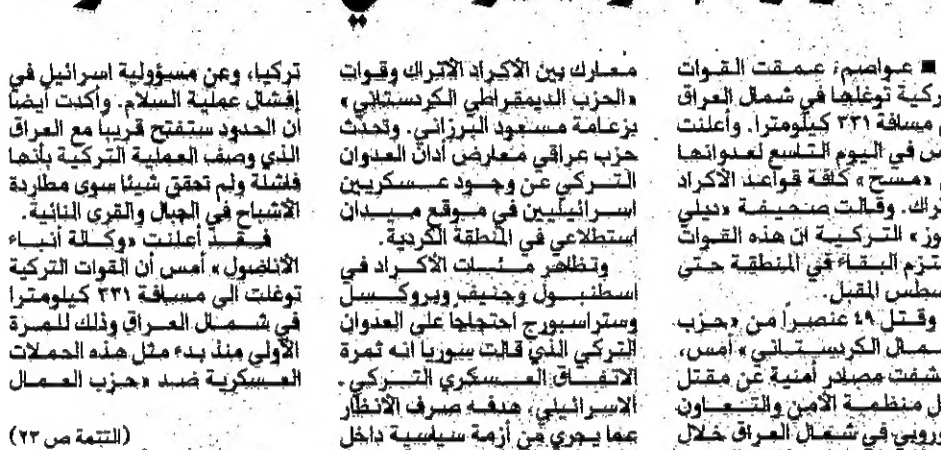 ■ عواصم: عمقت القوات
ركية توغلها في شمال العراق
مسافة ٢٣١ كيلومترا. وأعلنت
س في اليوم التاسع لعدوانها
«مسح» كافة قواعد الأكراد
راك. وقالت صحيفة «ديلي
وز» التركية ان هذه القوات
تزم البقاء في المنطقة حتى
سطس المقبل.
وقتل ٤٩ عنصراً من «حزب
ـمال الكردستاني» أمس،
شفت مصادر أمنية عن مقتل
ل منظمة الأمن والتعاون
وروبي في شمال العراق خلال
معارك بين الأكراد الأتراك وقوات
«الحزب الديمقراطي الكردستاني»
بزعامة مسعود البرزاني. وتحدث
حزب عراقي معارض أدان العدوان
التركي عن وجود عسكريين
اسرائيليين في موقع ميدان
استطلاعي في المنطقة الكردية.
وتظاهر مئات الأكراد في
اسطنبول وجنيف وبروكسل
وستراسبورج احتجاجا على العدوان
التركي الذي قالت سوريا انه ثمرة
الاتفاق العسكري التركي ـ
الاسرائيلي، هدفه صرف الأنظار
عما يجري من أزمة سياسية داخل
تركيا، وعن مسؤولية اسرائيل في
إفشال عملية السلام. وأكدت أيضا
ان الحدود ستفتح قريبا مع العراق
الذي وصف العملية التركية بأنها
فاشلة ولم تحقق شيئا سوى مطاردة
الأشباح في الجبال والقرى النائية.
فقد أعلنت «وكالة أنباء
الأناضول» أمس أن القوات التركية
توغلت الى مسافة ٢٣١ كيلومترا
في شمال العراق وذلك للمرة
الأولى منذ بدء مثل هذه الحملات
العسكرية ضد «حزب العمال
(التتمة ص ٢٣)